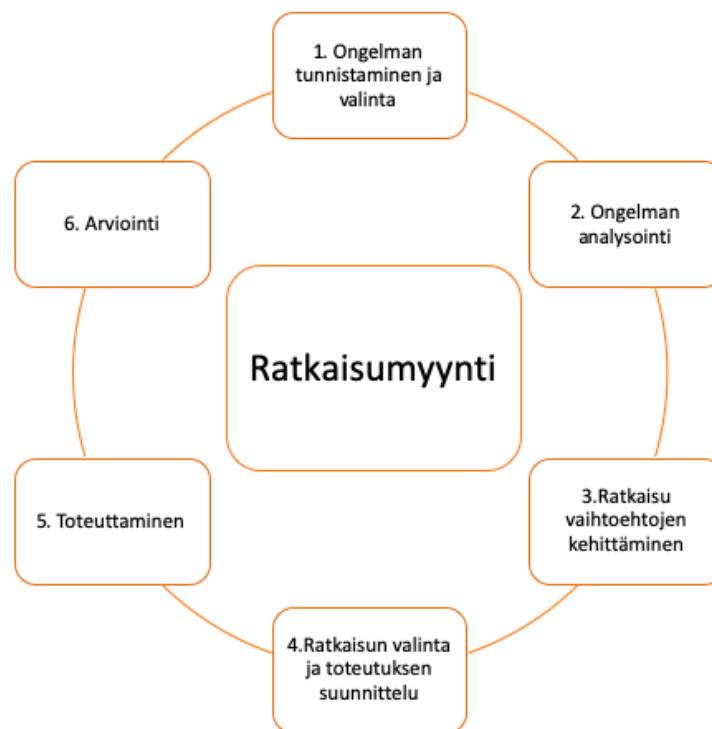 1. Ongelman
tunnistaminen ja
valinta
2. Ongelman
analysointi
3.Ratkaisu
vaihtoehtojen
kehittäminen
4.Ratkaisun valinta
ja toteutuksen
suunnittelu
5. Toteuttaminen
6. Arviointi
Ratkaisumyynti